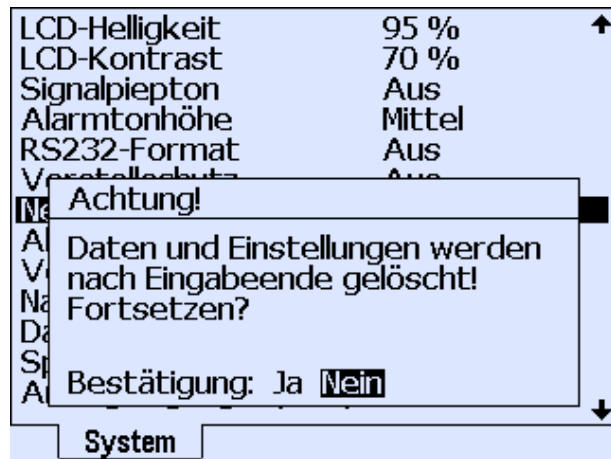 LCD-Helligkeit 95 %
LCD-Kontrast 70 %
Signalpiepton Aus
Alarmtonhöhe Mittel
RS232-Format Aus
Achtung!
Daten und Einstellungen werden
nach Eingabeende gelöscht!
Fortsetzen?
Bestätigung: Ja Nein
System